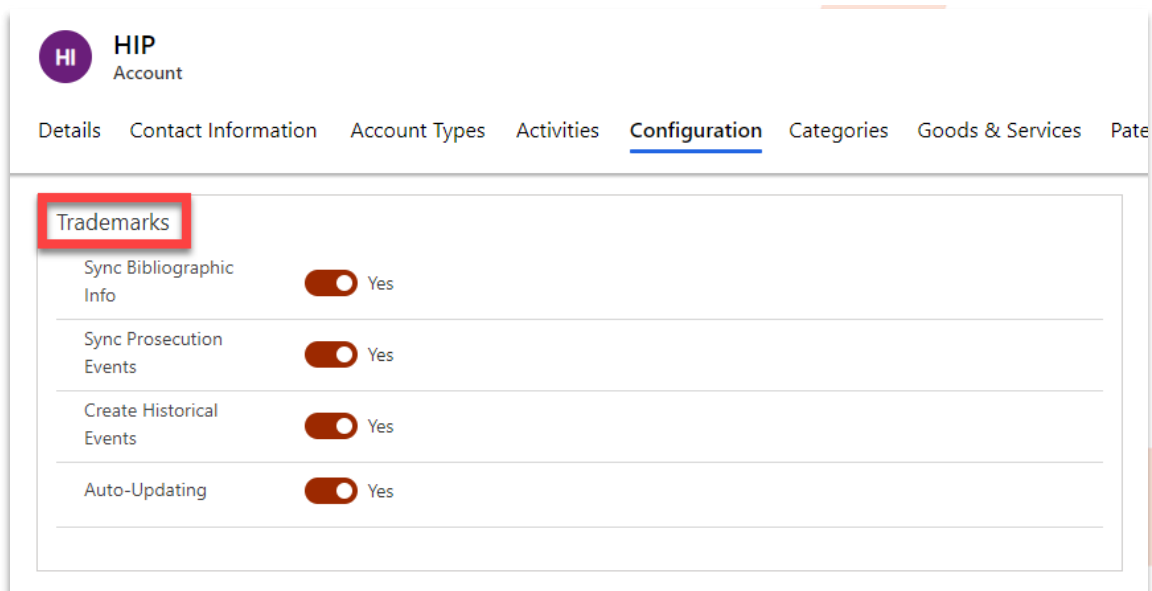 HI
HIP
Account
Details Contact Information Account Types Activities Configuration Categories Goods & Services Pate
Trademarks
Sync Bibliographic
Info
Yes
Sync Prosecution
Events
Yes
Create Historical
Events
Yes
Auto-Updating Yes